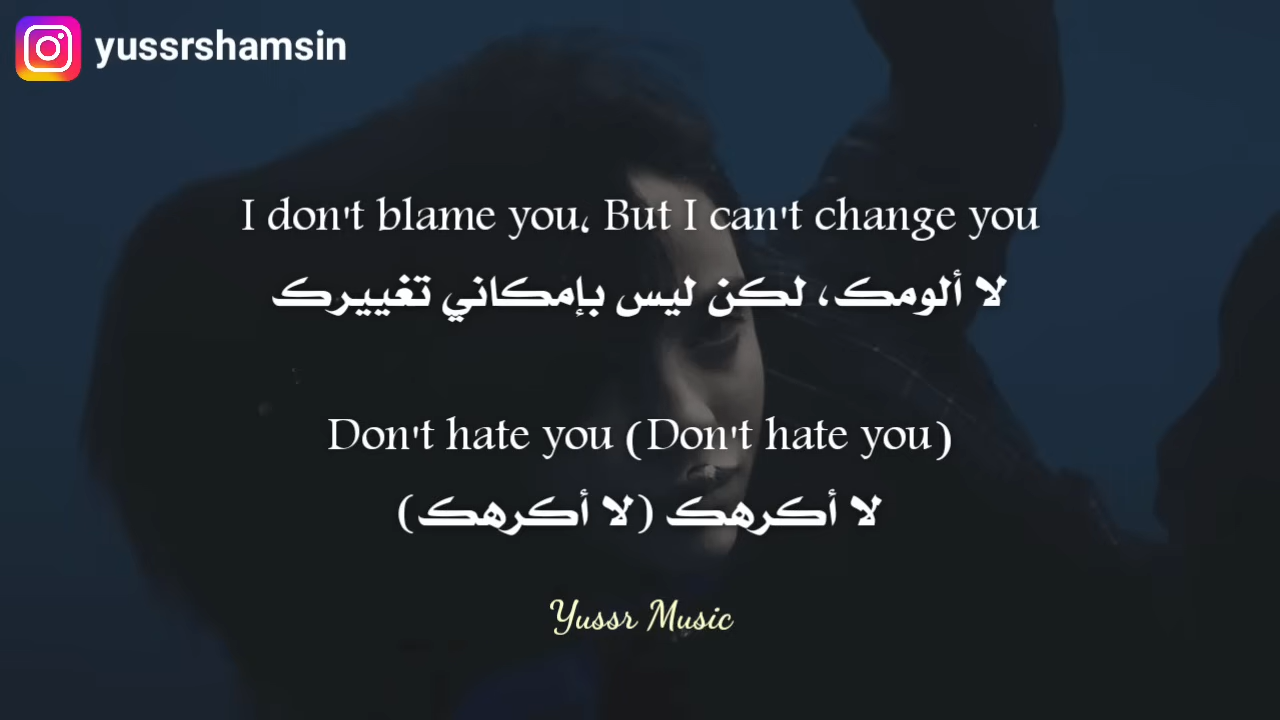 yussrshamsin
I don't blame you، But I can't change you
لا ألومك، لكن ليس بإمكاني تغييرك
Don't hate you (Don't hate you)
لا أكرهك (لا أكرهك)
Yussr Music